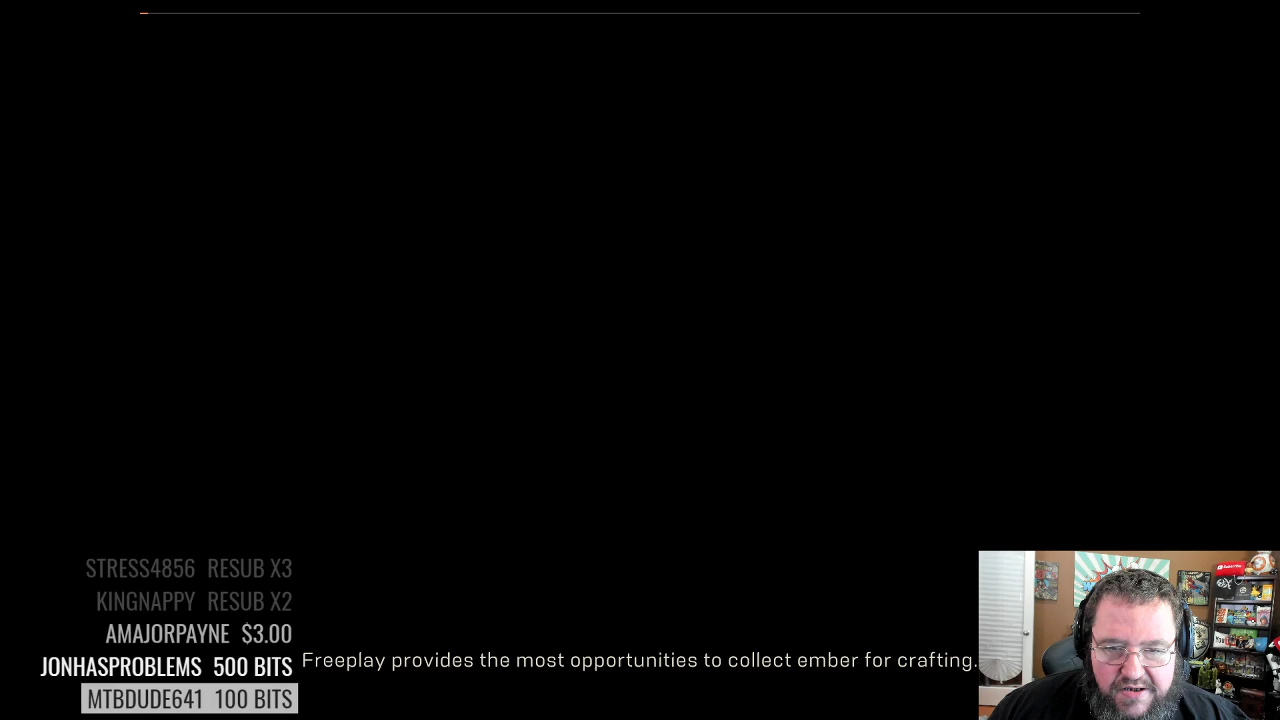 STRESS4856 RESUB X3
KINGNAPPY RESUB X2
AMAJORPAYNE $3.00
JONHASPROBLEMS 500 BITS
Freeplay provides the most opportunities to collect ember for crafting.
MTBDUDE641 100 BITS
Subscribe